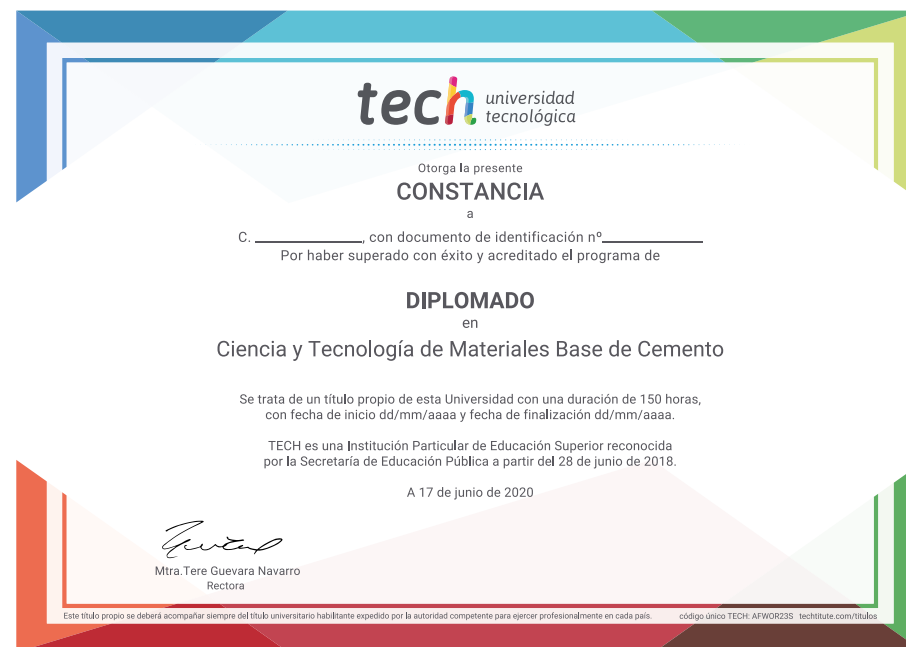 tech universidad
tecnológica
Otorga la presente
CONSTANCIA
a
C. ____________, con documento de identificación nº____________
Por haber superado con éxito y acreditado el programa de
DIPLOMADO
en
Ciencia y Tecnología de Materiales Base de Cemento
Se trata de un título propio de esta Universidad con una duración de 150 horas,
con fecha de inicio dd/mm/aaaa y fecha de finalización dd/mm/aaaa.
TECH es una Institución Particular de Educación Superior reconocida
por la Secretaría de Educación Pública a partir del 28 de junio de 2018.
A 17 de junio de 2020
Mtra.Tere Guevara Navarro
Rectora
Este título propio se deberá acompañar siempre del título universitario habilitante expedido por la autoridad competente para ejercer profesionalmente en cada país. código único TECH: AFWOR23S techtitute.com/titulos